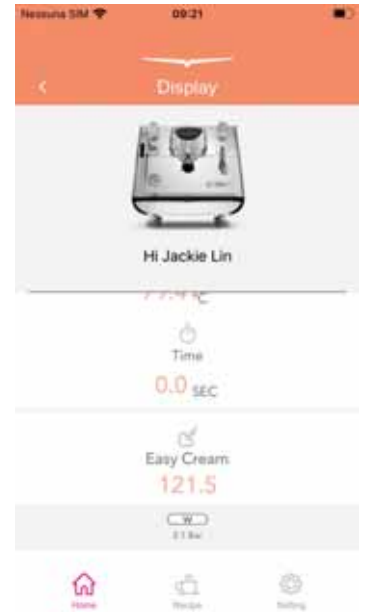 Nessuna SIM 09:21
Display
Hi Jackie Lin
Time
0.0 SEC
Easy Cream
121.5
W
Home Recipe Setting